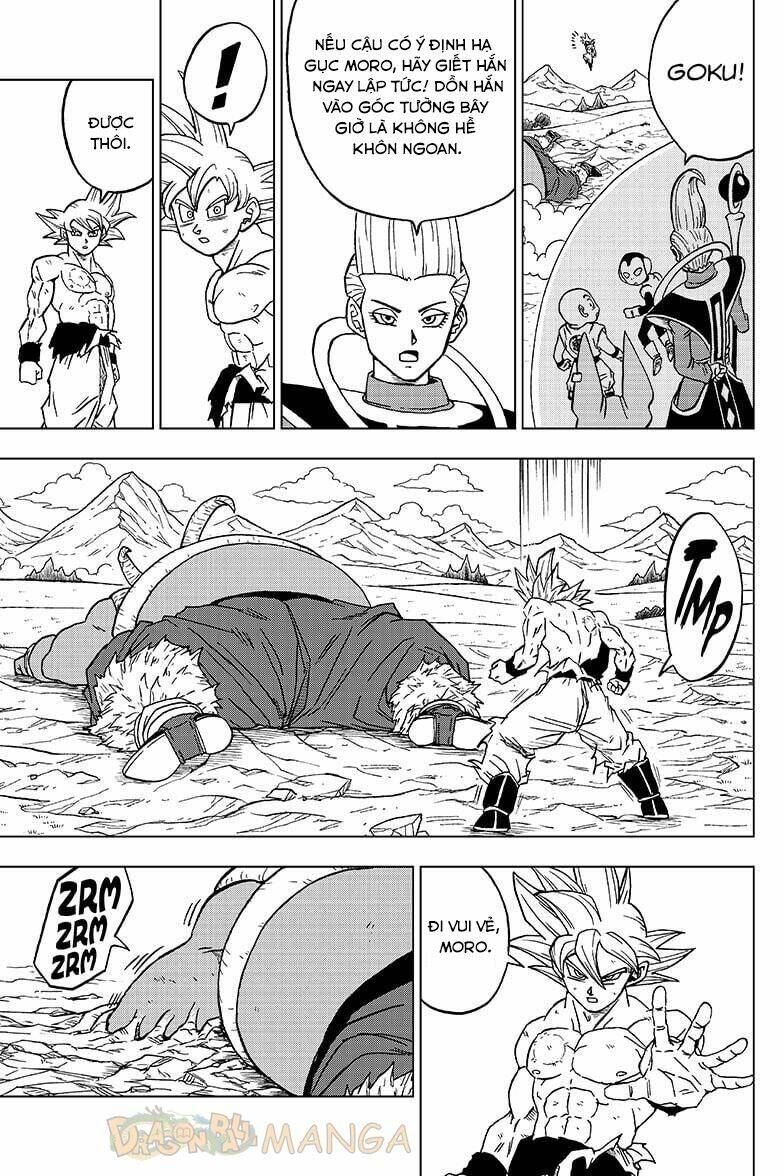 GOKU!
NẾU CẬU CÓ Ý ĐỊNH HẠ
GỤC MORO, HÃY GIẾT HẮN
NGAY LẬP TỨC! DỒN HẮN
VÀO GÓC TƯỜNG BÂY
GIỜ LÀ KHÔNG HỀ
KHÔN NGOAN.
!
ĐƯỢC
THÔI.
TMP
ĐI VUI VẺ,
MORO.
ZRM
ZRM
ZRM
DRAGON BALL MANGA